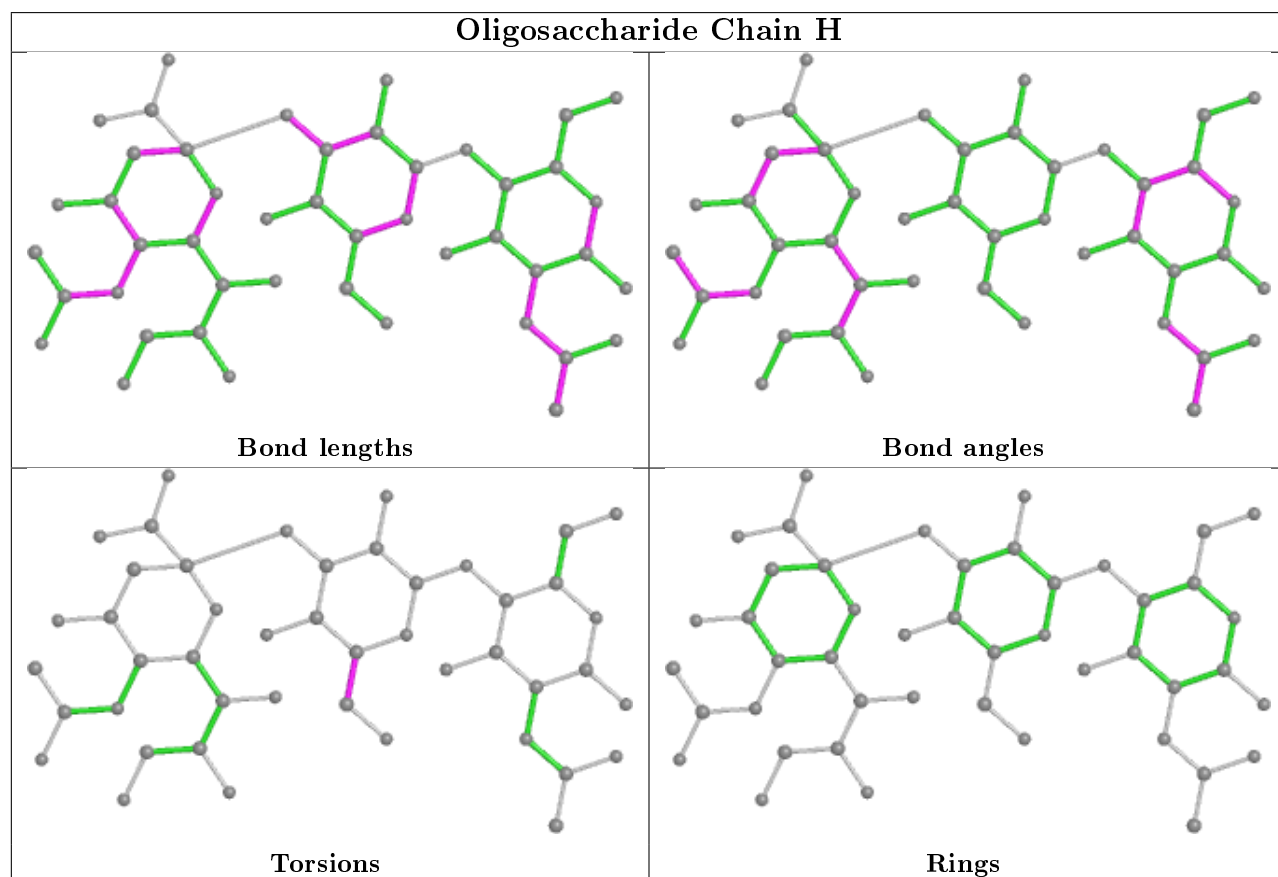 Oligosaccharide Chain H
Bond lengths
Bond angles
Torsions
Rings